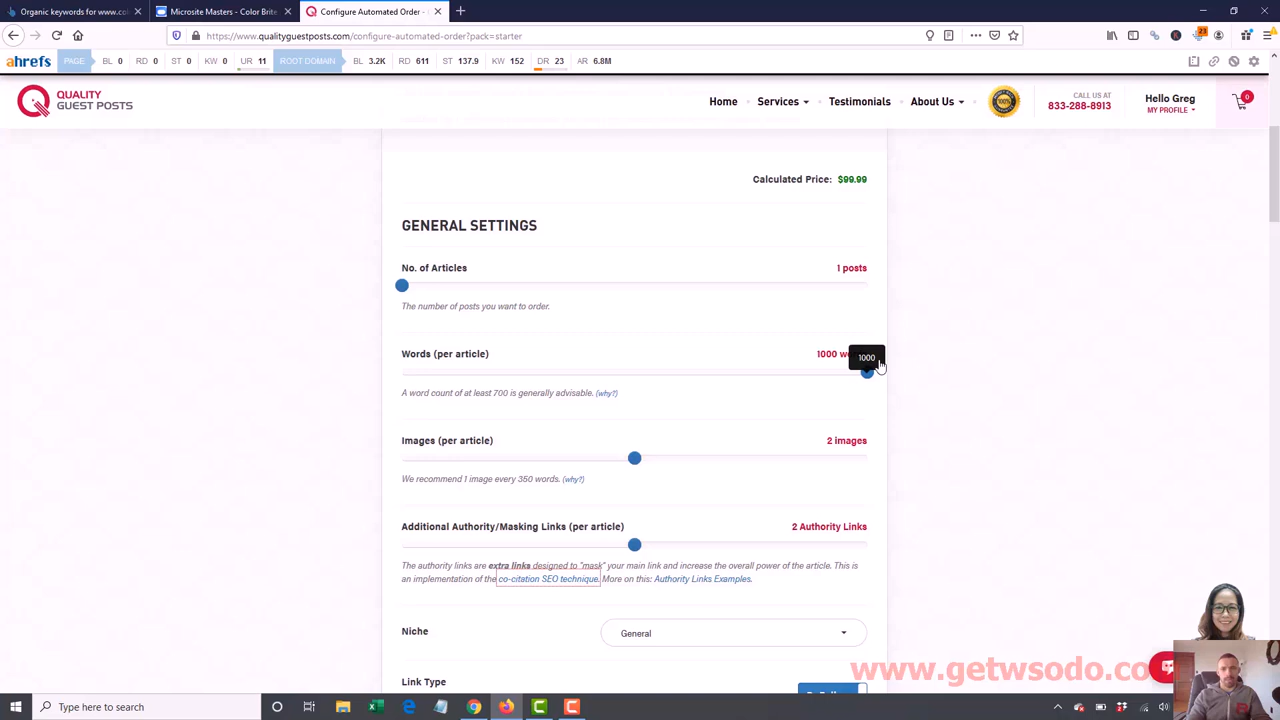 Organic keywords for www.col
Microsite Masters - Color Brite
Configure Automated Order -
https://www.qualityguestposts.com/configure-automated-order?pack=starter
23
ahrefs PAGE BL 0 RD 0 ST 0 KW 0 UR 11 ROOT DOMAIN BL 3.2K RD 611 ST 137.9 KW 152 DR 23 AR 6.8M
QUALITY
GUEST POSTS
Home Services Testimonials About Us
100%
CALL US AT
833-288-8913
Hello Greg
MY PROFILE
0
Calculated Price: $99.99
GENERAL SETTINGS
No. of Articles 1 posts
The number of posts you want to order.
Words (per article) 1000
1000
A word count of at least 700 is generally advisable. (why?)
Images (per article) 2 images
We recommend 1 image every 350 words. (why?)
Additional Authority/Masking Links (per article) 2 Authority Links
The authority links are extra links designed to "mask" your main link and increase the overall power of the article. This is
an implementation of the co-citation SEO technique. More on this: Authority Links Examples.
Niche General
Link Type
www.getwsodo.co
Type here to search